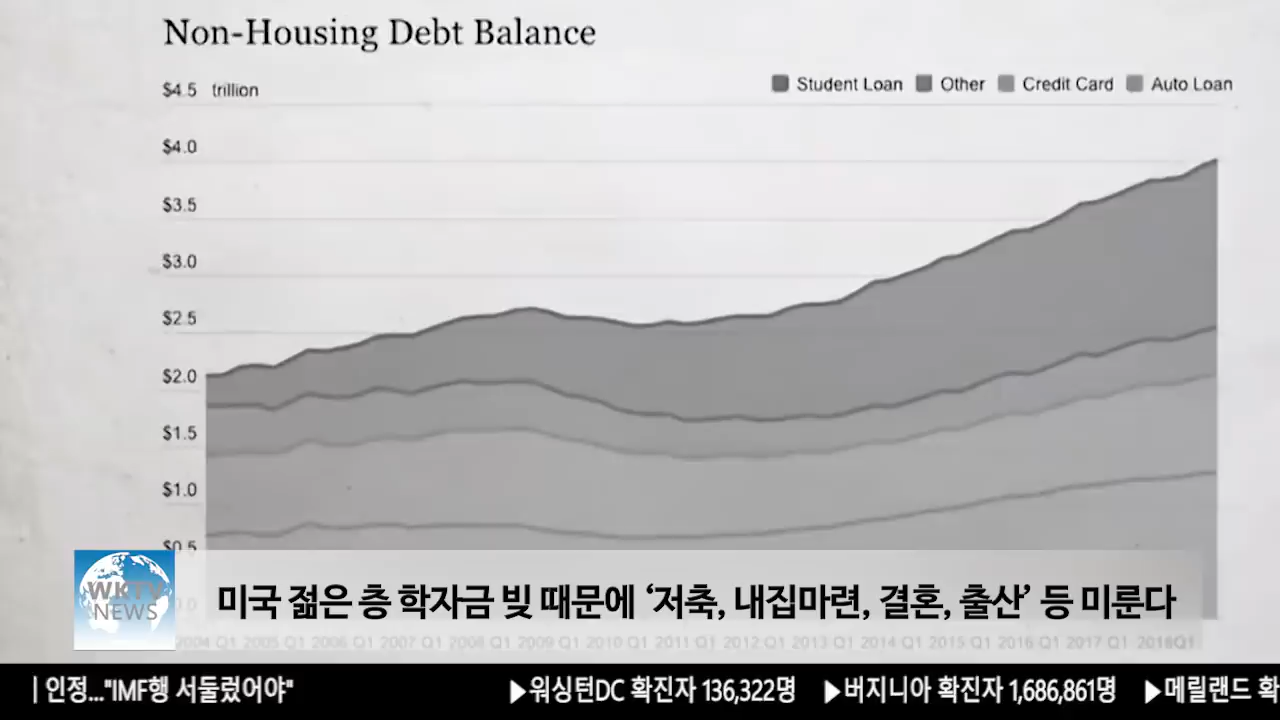 Non-Housing Debt Balance
$4.5 trillion
Student Loan Other Credit Card Auto Loan
$4.0
$3.5
$3.0
$2.5
$2.0
$1.5
$1.0
$0.5
WKTV
NEWS
미국 젊은 층 학자금 빚 때문에 ‘저축, 내집마련, 결혼, 출산’ 등 미룬다
2004 Q1 2005 Q1 2006 Q1 2007 Q1 2008 Q1 2009 Q1 2010 Q1 2011 Q1 2012 Q1 2013 Q1 2014 Q1 2015 Q1 2016 Q1 2017 Q1 2018Q1
| 인정..."IMF행 서둘렀어야" ▶워싱턴DC 확진자 136,322명 ▶버지니아 확진자 1,686,861명 ▶메릴랜드 확